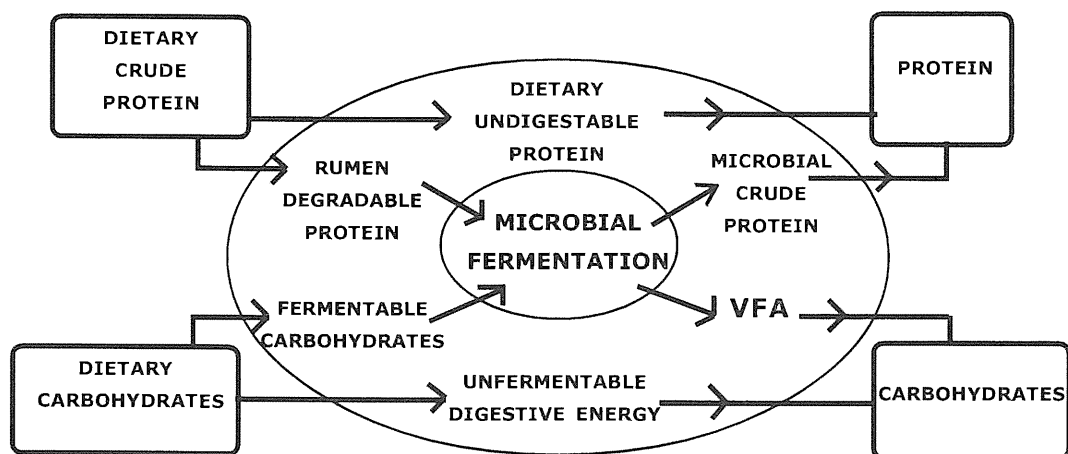 DIETARY
CRUDE
PROTEIN
DIETARY
UNDIGESTABLE
PROTEIN
PROTEIN
RUMEN
DEGRADABLE
PROTEIN
MICROBIAL
FERMENTATION
MICROBIAL
CRUDE
PROTEIN
FERMENTABLE
CARBOHYDRATES
VFA
DIETARY
CARBOHYDRATES
UNFERMENTABLE
DIGESTIVE ENERGY
CARBOHYDRATES